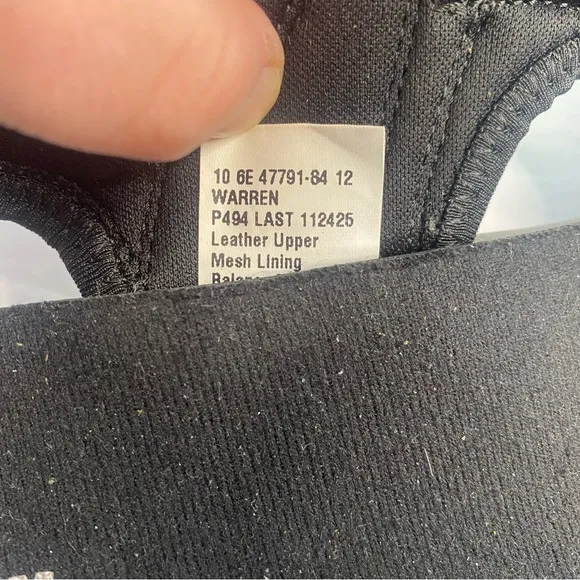 10 6E 47791-84 12
WARREN
P494 LAST 112425
Leather Upper
Mesh Lining